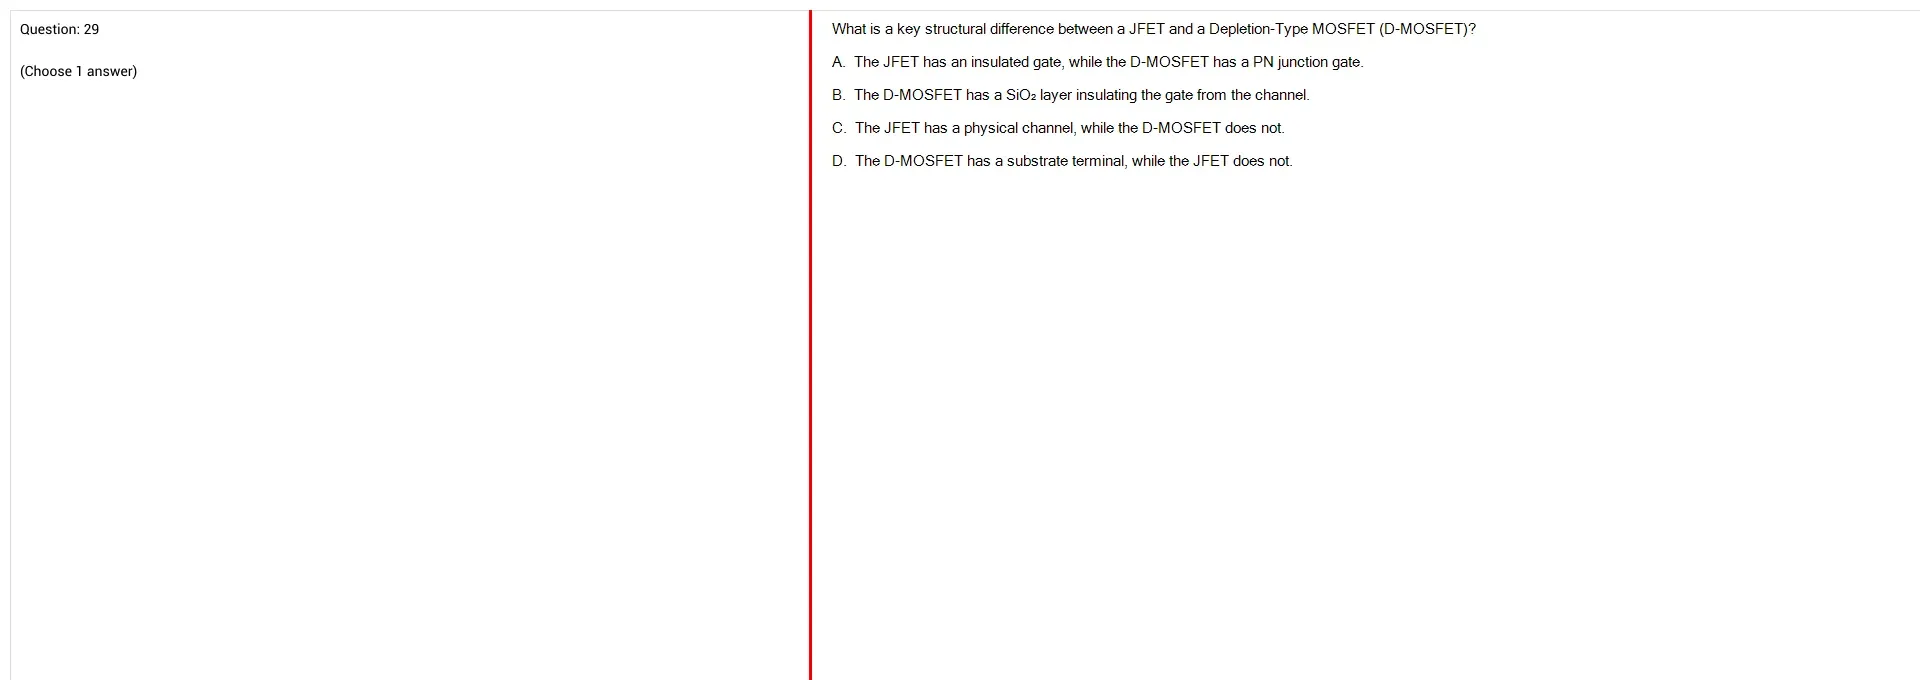 Question: 29
(Choose 1 answer)
What is a key structural difference between a JFET and a Depletion-Type MOSFET (D-MOSFET)?
A. The JFET has an insulated gate, while the D-MOSFET has a PN junction gate.
B. The D-MOSFET has a SiO₂ layer insulating the gate from the channel.
C. The JFET has a physical channel, while the D-MOSFET does not.
D. The D-MOSFET has a substrate terminal, while the JFET does not.